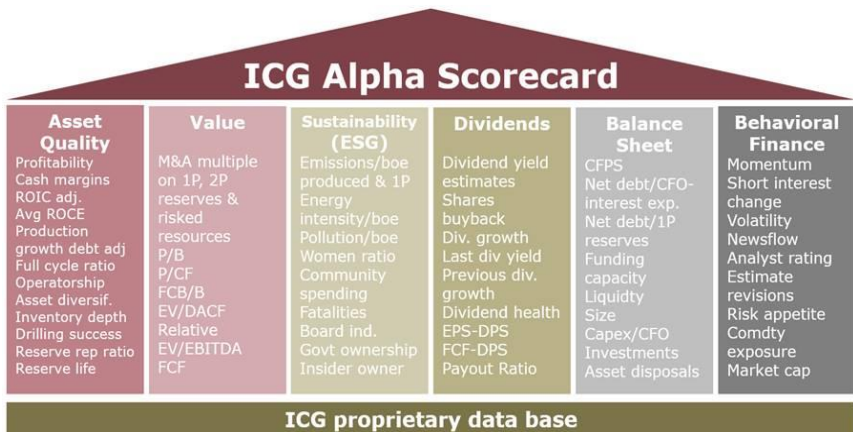 ICG Alpha Scorecard
Asset
Quality
Profitability
Cash margins
ROIC adj.
Avg ROCE
Production
growth debt adj
Full cycle ratio
Operatorship
Asset diversif.
Inventory depth
Drilling success
Reserve rep ratio
Reserve life
Value
M&A multiple
on 1P, 2P
reserves &
risked
resources
P/B
P/CF
FCB/B
EV/DACF
Relative
EV/EBITDA
FCF
Sustainability
(ESG)
Emissions/boe
produced & 1P
Energy
intensity/boe
Pollution/boe
Women ratio
Community
spending
Fatalities
Board ind.
Govt ownership
Insider owner
Dividends
Dividend yield
estimates
Shares
buyback
Div. growth
Last div yield
Previous div.
growth
Dividend health
EPS-DPS
FCF-DPS
Payout Ratio
Balance
Sheet
CFPS
Net debt/CFO-
interest exp.
Net debt/1P
reserves
Funding
capacity
Liquidty
Size
Capex/CFO
Investments
Asset disposals
Behavioral
Finance
Momentum
Short interest
change
Volatility
Newsflow
Analyst rating
Estimate
revisions
Risk appetite
Comdty
exposure
Market cap
ICG proprietary data base